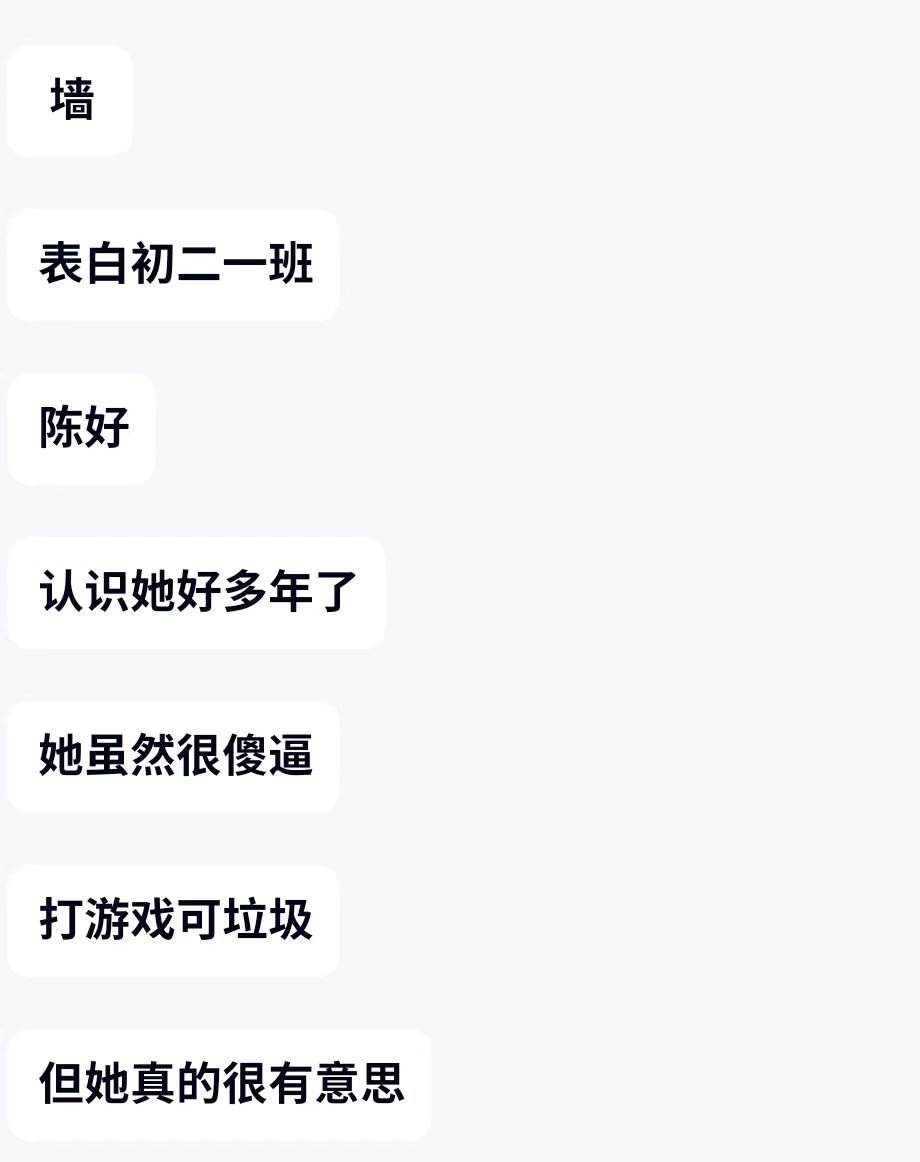 墙
表白初二一班
陈好
认识她好多年了
她虽然很傻逼
打游戏可垃圾
但她真的很有意思